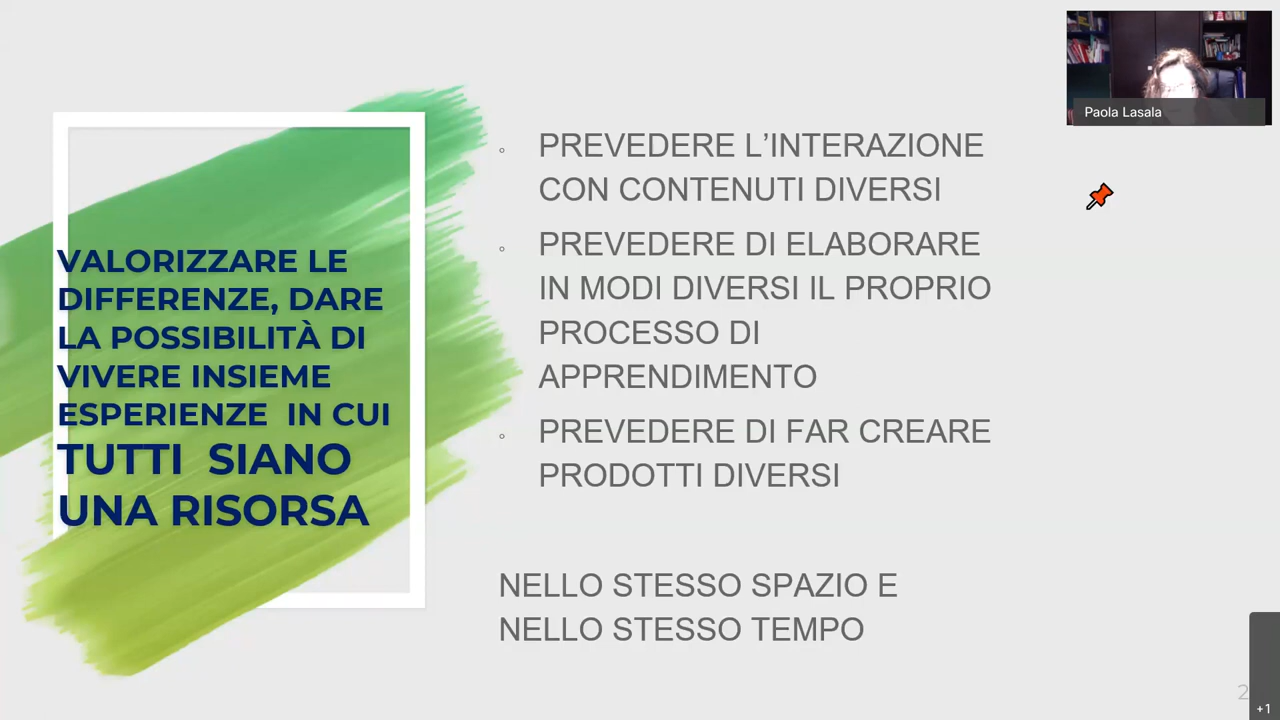 VALORIZZARE LE
DIFFERENZE, DARE
LA POSSIBILITÀ DI
VIVERE INSIEME
ESPERIENZE  IN CUI
TUTTI  SIANO
UNA RISORSA
◦ PREVEDERE L’INTERAZIONE
CON CONTENUTI DIVERSI
◦ PREVEDERE DI ELABORARE
IN MODI DIVERSI IL PROPRIO
PROCESSO DI
APPRENDIMENTO
◦ PREVEDERE DI FAR CREARE
PRODOTTI DIVERSI
NELLO STESSO SPAZIO E
NELLO STESSO TEMPO
Paola Lasala
+1